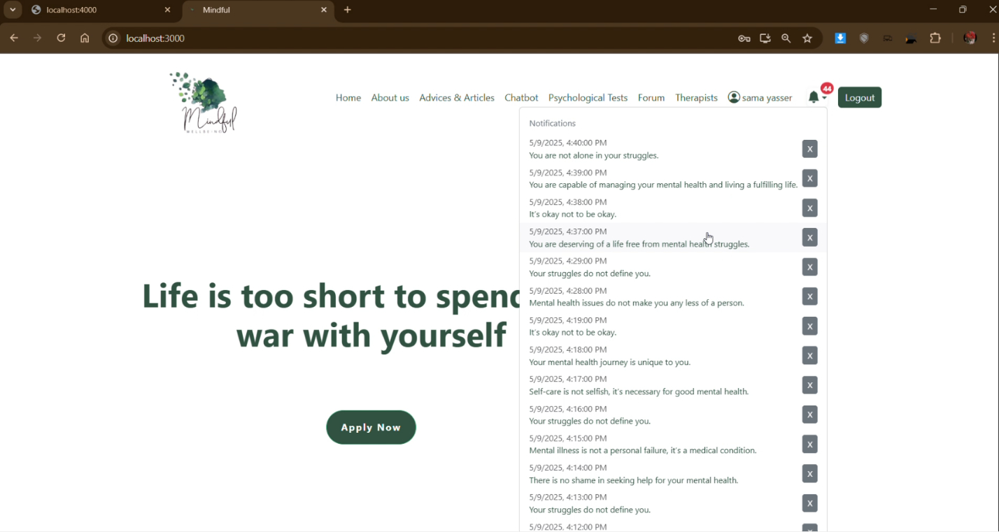 localhost:4000
Mindful
localhost:3000
Mindful
WELLBEING
Home About us Advices & Articles Chatbot Psychological Tests Forum Therapists sama yasser 44 Logout
Notifications
5/9/2025, 4:40:00 PM
You are not alone in your struggles.
X
5/9/2025, 4:39:00 PM
You are capable of managing your mental health and living a fulfilling life.
X
5/9/2025, 4:38:00 PM
It's okay not to be okay.
X
5/9/2025, 4:37:00 PM
You are deserving of a life free from mental health struggles.
X
5/9/2025, 4:29:00 PM
Your struggles do not define you.
X
5/9/2025, 4:28:00 PM
Mental health issues do not make you any less of a person.
X
5/9/2025, 4:19:00 PM
It's okay not to be okay.
X
5/9/2025, 4:18:00 PM
Your mental health journey is unique to you.
X
5/9/2025, 4:17:00 PM
Self-care is not selfish, it's necessary for good mental health.
X
5/9/2025, 4:16:00 PM
Your struggles do not define you.
X
5/9/2025, 4:15:00 PM
Mental illness is not a personal failure, it's a medical condition.
X
5/9/2025, 4:14:00 PM
There is no shame in seeking help for your mental health.
X
5/9/2025, 4:13:00 PM
Your struggles do not define you.
X
5/9/2025, 4:12:00 PM
Life is too short to spend
war with yourself
Apply Now